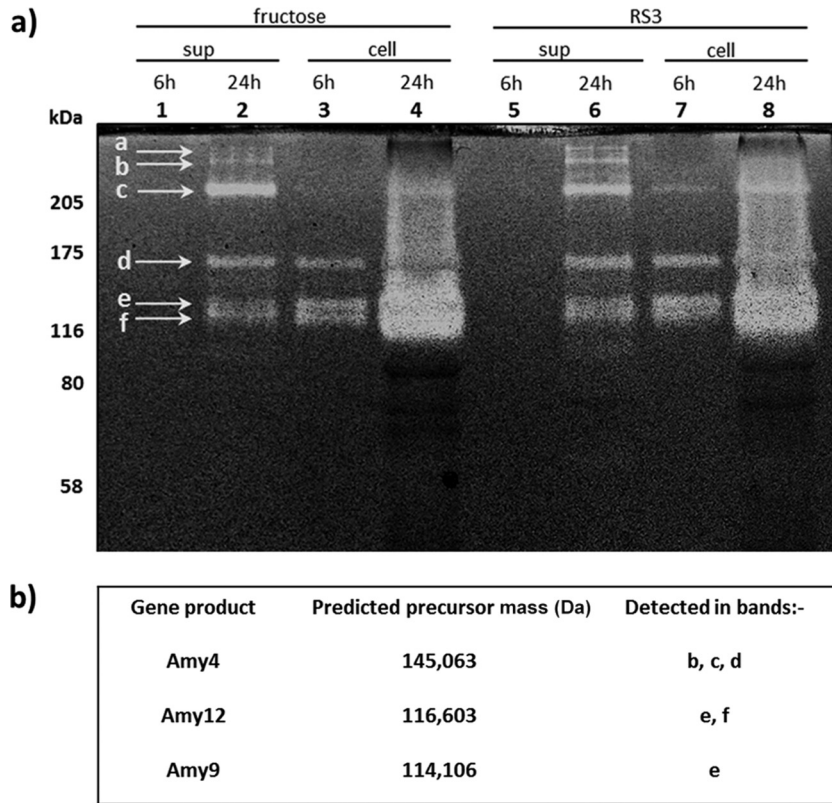 a)
fructose RS3
sup cell sup cell
6h 24h 6h 24h 6h 24h 6h 24h
kDa 1 2 3 4 5 6 7 8
a
b
c
205
175
d
e
f
116
80
58
b)
Gene product Predicted precursor mass (Da) Detected in bands:-
Amy4 145,063 b, c, d
Amy12 116,603 e, f
Amy9 114,106 e